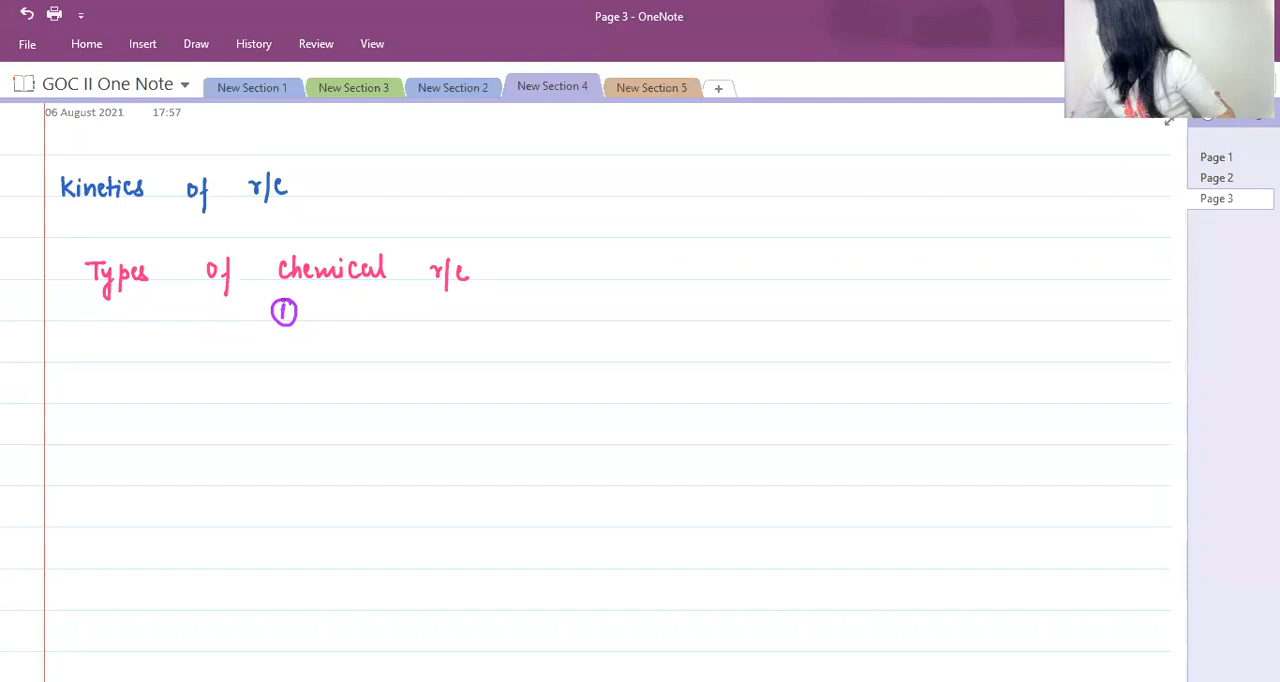 Page 3 - OneNote
File Home Insert Draw History Review View
GOC II One Note New Section 1 New Section 3 New Section 2 New Section 4 New Section 5 +
06 August 2021 17:57
Page 1
Page 2
Page 3
Kinetics of r/c
Types of chemical r/c
①